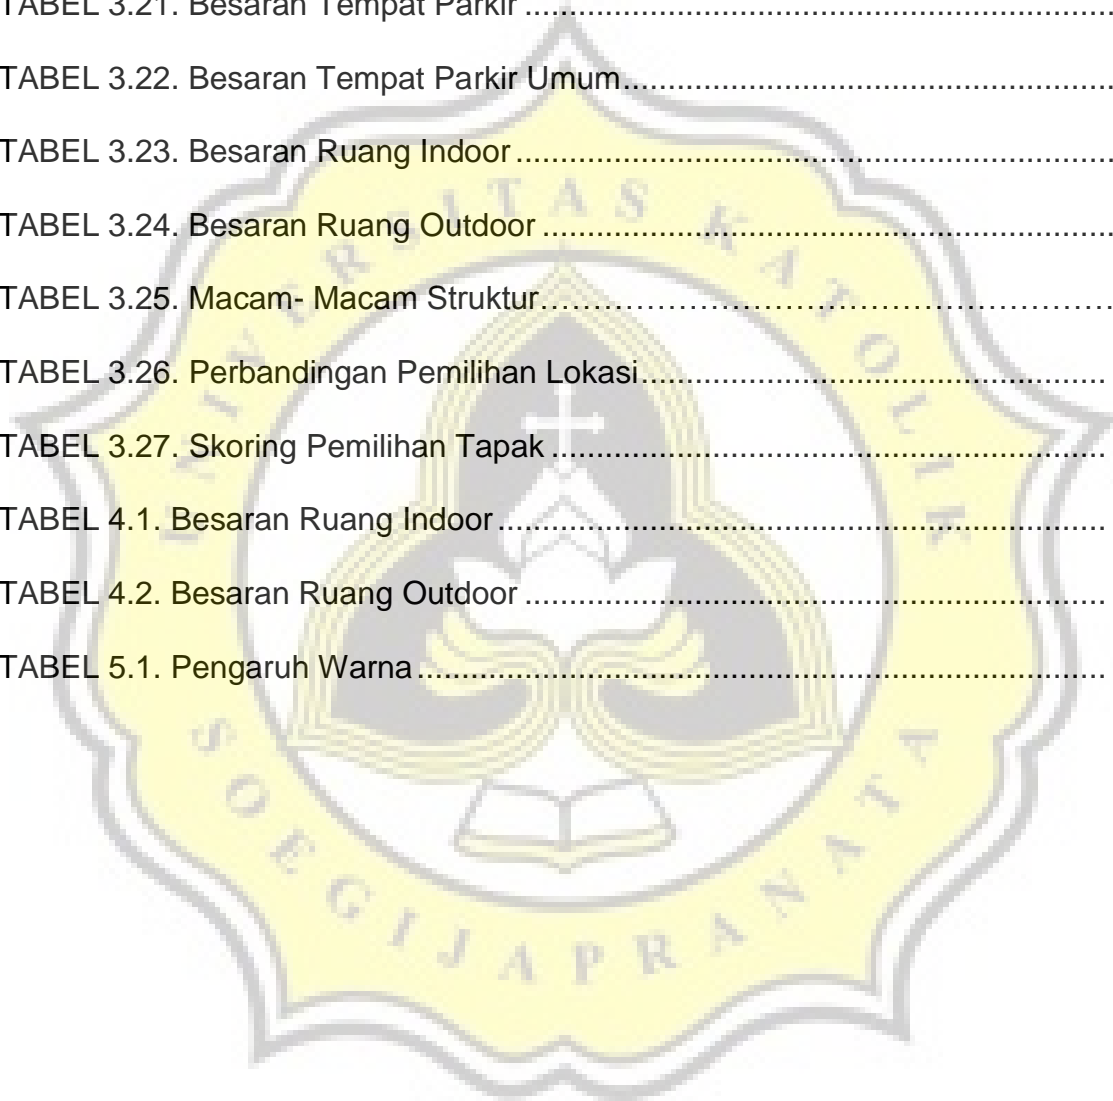 TABEL 3.21. Besaran Tempat Parkir ................................................................
TABEL 3.22. Besaran Tempat Parkir Umum.....................................................
TABEL 3.23. Besaran Ruang Indoor .................................................................
TABEL 3.24. Besaran Ruang Outdoor ..............................................................
TABEL 3.25. Macam- Macam Struktur……………………………………………
TABEL 3.26. Perbandingan Pemilihan Lokasi..................................................
TABEL 3.27. Skoring Pemilihan Tapak ............................................................
TABEL 4.1. Besaran Ruang Indoor ..................................................................
TABEL 4.2. Besaran Ruang Outdoor ...............................................................
TABEL 5.1. Pengaruh Warna ...........................................................................
UNIVERSITAS KATOLIK
SOEGIJAPRANATA